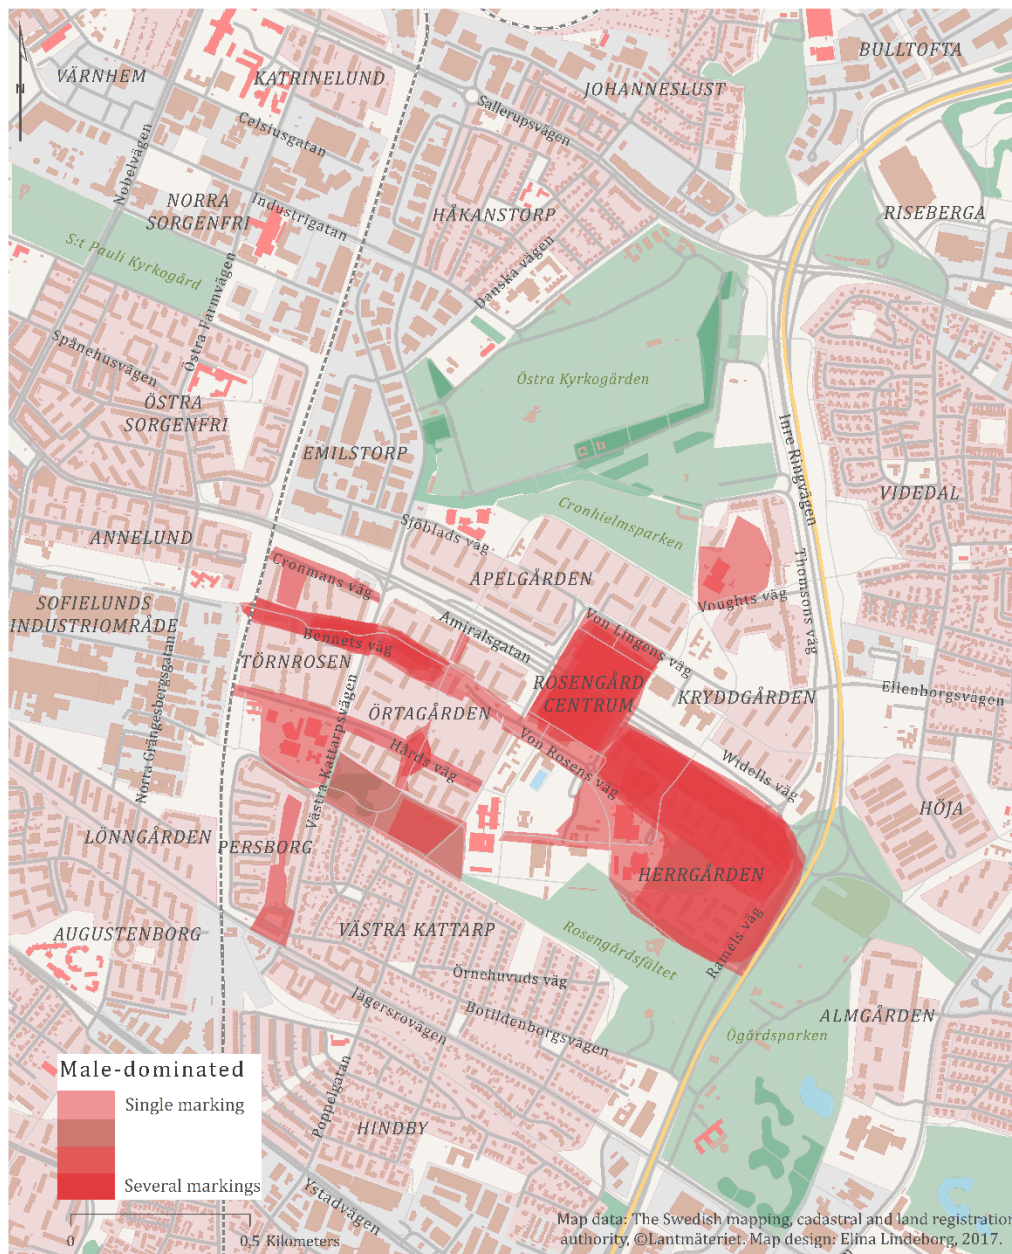 BULLTOFTA
VÄRNHEM
KATRINELUND
JOHANNESLUST
N
Sallerupsvägen
Celsiusgatan
Nobelvägen
NORRA
SORGENFRI
Industrigatan
HÅKANSTORP
RISEBERGA
S:t Pauli Kyrkogård
Danska vägen
Östra Farmvägen
Spånehusvägen
Östra Kyrkogården
ÖSTRA
SORGENFRI
EMILSTORP
Inre Ringvägen
VIDEDAL
Cronhielmsparken
Sjöblads väg
ANNELUND
Cronmans väg
APELGÅRDEN
Thomsons väg
SOFIELUNDS
INDUSTRIOMRÅDE
Voughts väg
Bennets väg
Amiralsgatan
Von Lingens väg
TÖRNROSEN
ROSENGÅRD
CENTRUM
KRYDDGÅRDEN
Ellenborgsvägen
Norra Grängesbergsgatan
Västra Kattarpsvägen
ÖRTAGÅRDEN
Hårds väg
Von Rosens väg
Widells väg
HÖJA
LÖNNGÅRDEN
PERSBORG
HERRGÅRDEN
AUGUSTENBORG
VÄSTRA KATTARP
Rosengårdsfältet
Ramels väg
Örnehuvuds väg
Jägersrovägen
Botildenborgsvägen
ALMGÅRDEN
Ögårdsparken
Poppelgatan
HINDBY
Ystadvägen
Male-dominated
Single marking
Several markings
0 0,5 Kilometers
Map data: The Swedish mapping, cadastral and land registration
authority, ©Lantmäteriet. Map design: Elina Lindeborg, 2017.